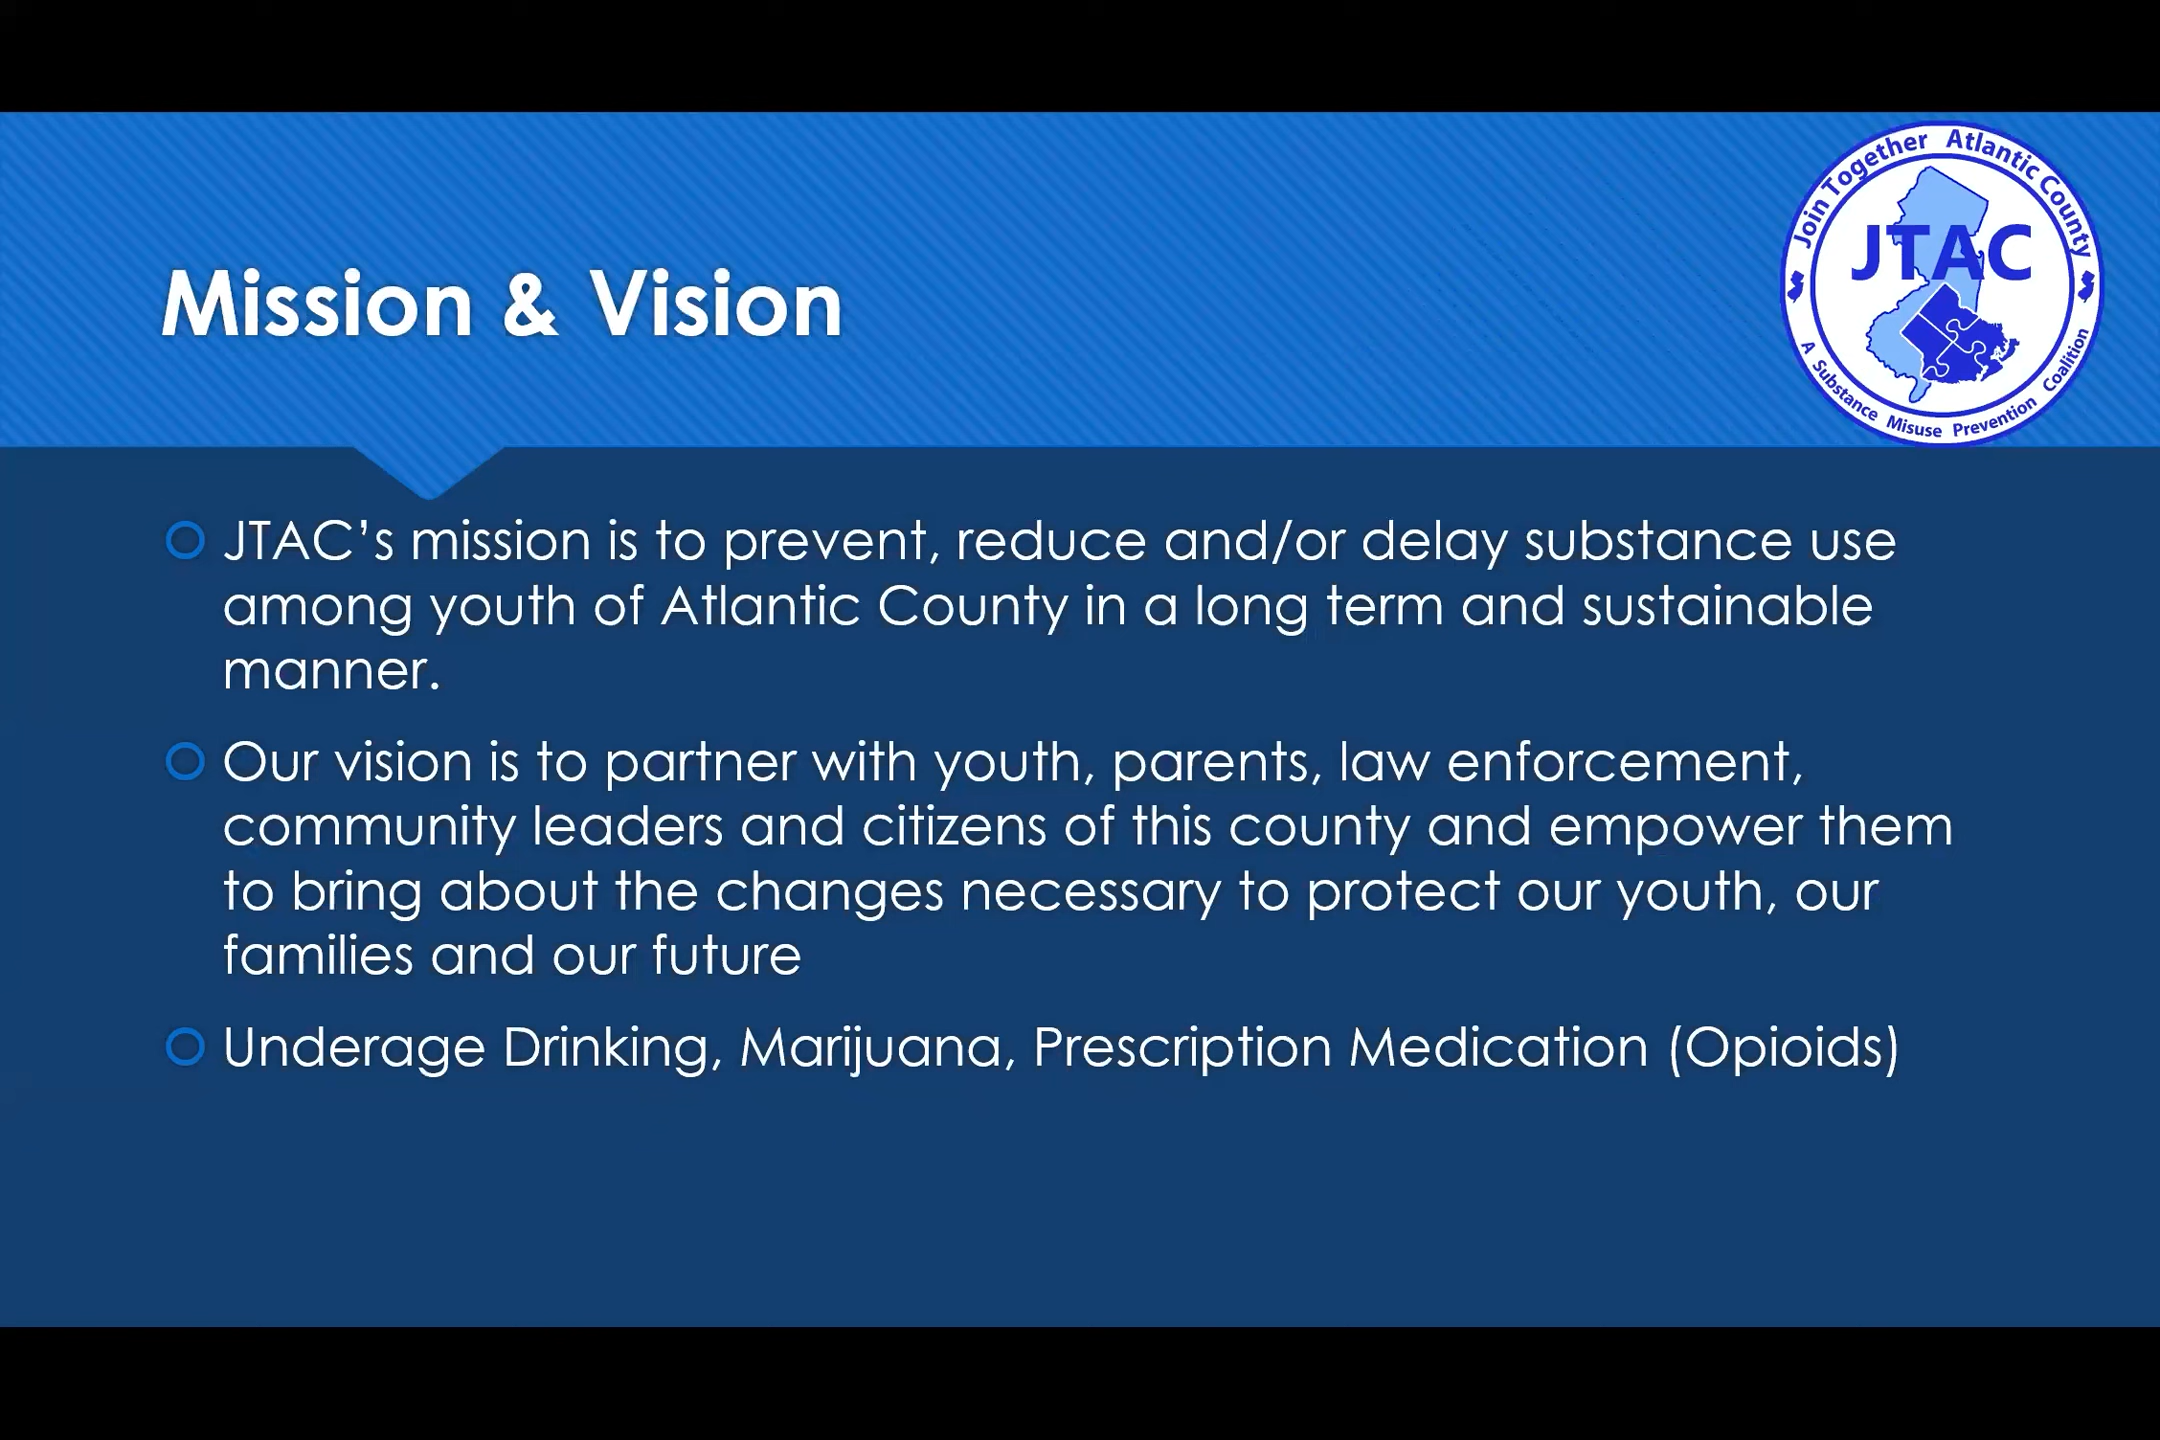 Mission & Vision
Join Together Atlantic County
JTAC
A Substance Misuse Prevention Coalition
JTAC’s mission is to prevent, reduce and/or delay substance use
among youth of Atlantic County in a long term and sustainable
manner.
Our vision is to partner with youth, parents, law enforcement,
community leaders and citizens of this county and empower them
to bring about the changes necessary to protect our youth, our
families and our future
Underage Drinking, Marijuana, Prescription Medication (Opioids)